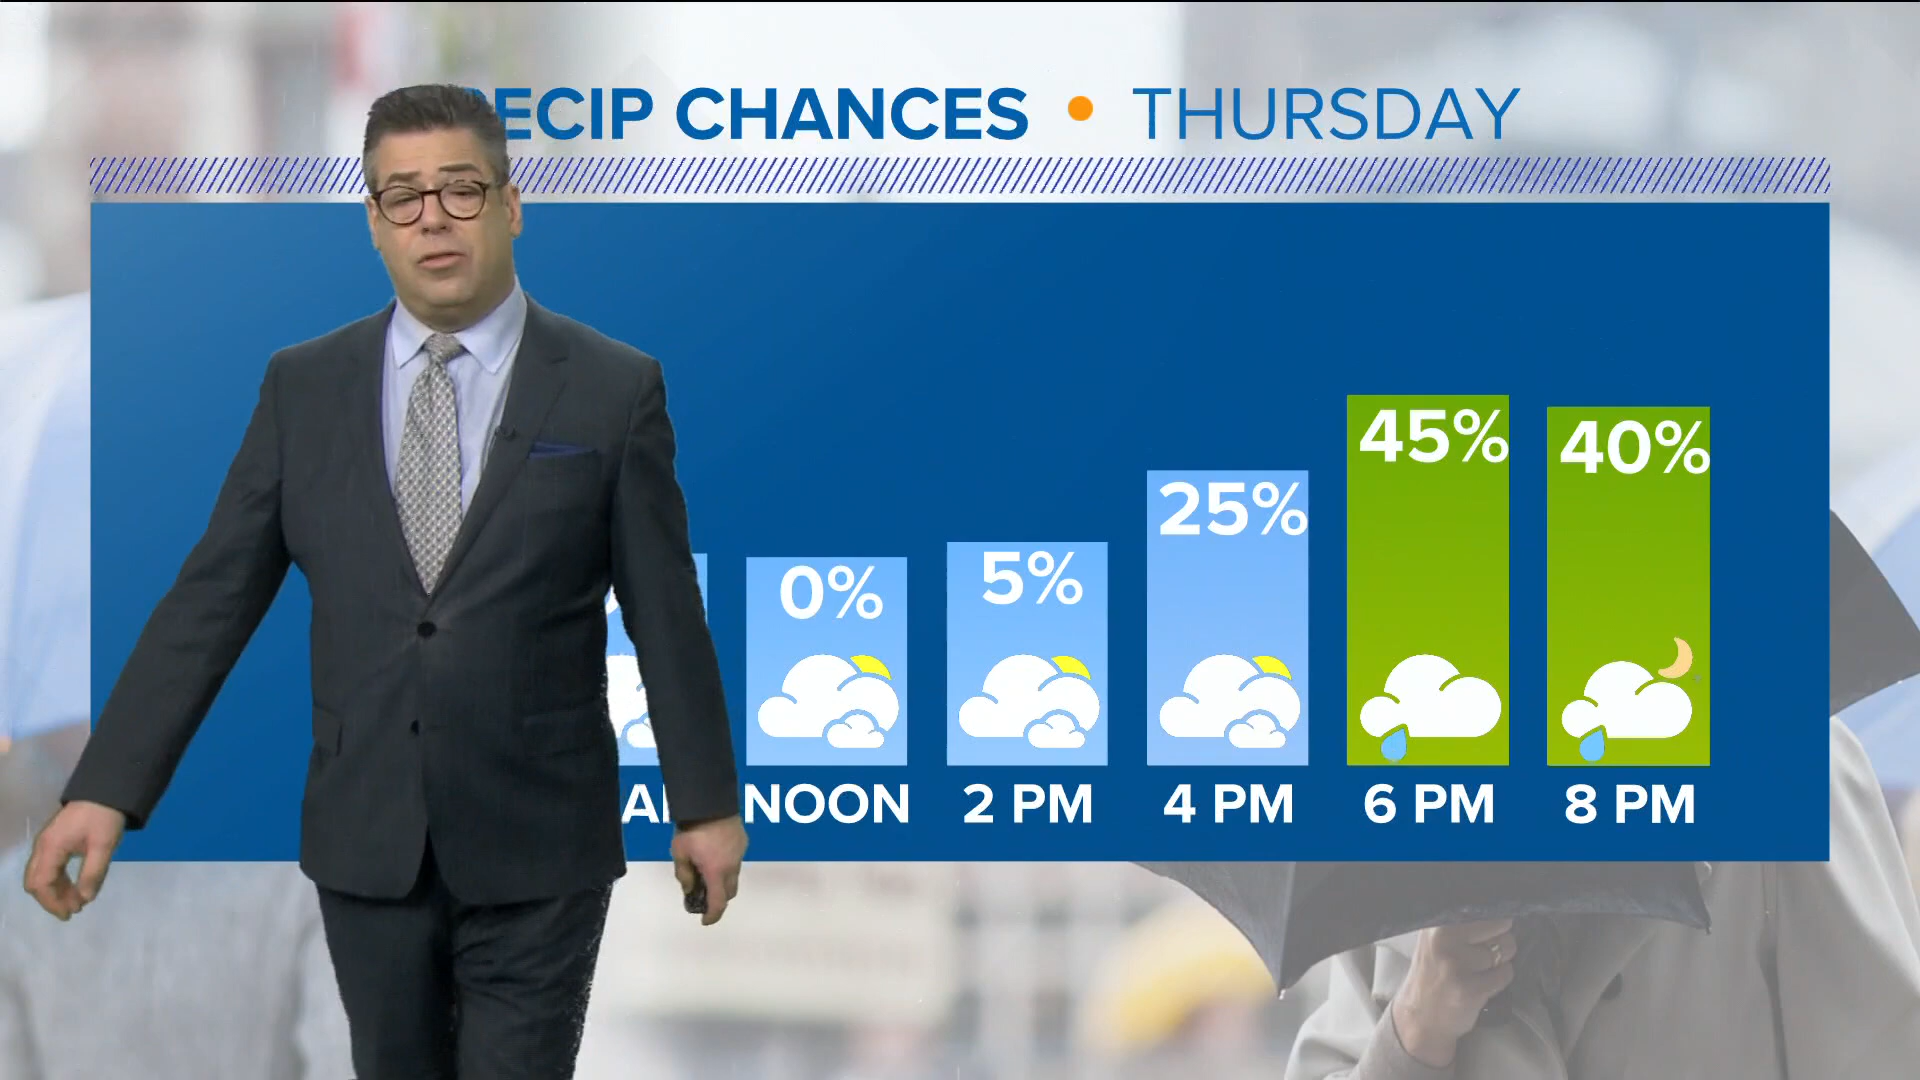 ECIP CHANCES • THURSDAY
0% 5% 25% 45% 40%
NOON 2 PM 4 PM 6 PM 8 PM